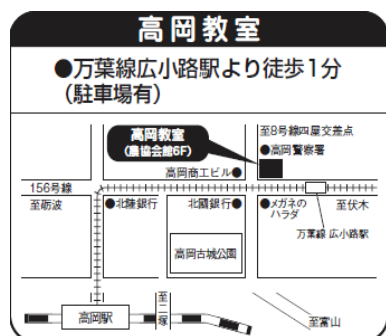 高岡教室
●万葉線広小路駅より徒歩1分
(駐車場有)
高岡教室
(農協会館6F)
至8号線四屋交差点
●高岡警察署
高岡商工ビル●
156号線
至砺波
●北陸銀行
北國銀行●
●メガネの
ハラダ
至伏木
万葉線 広小路駅
高岡古城公園
高岡駅
至二塚
至富山